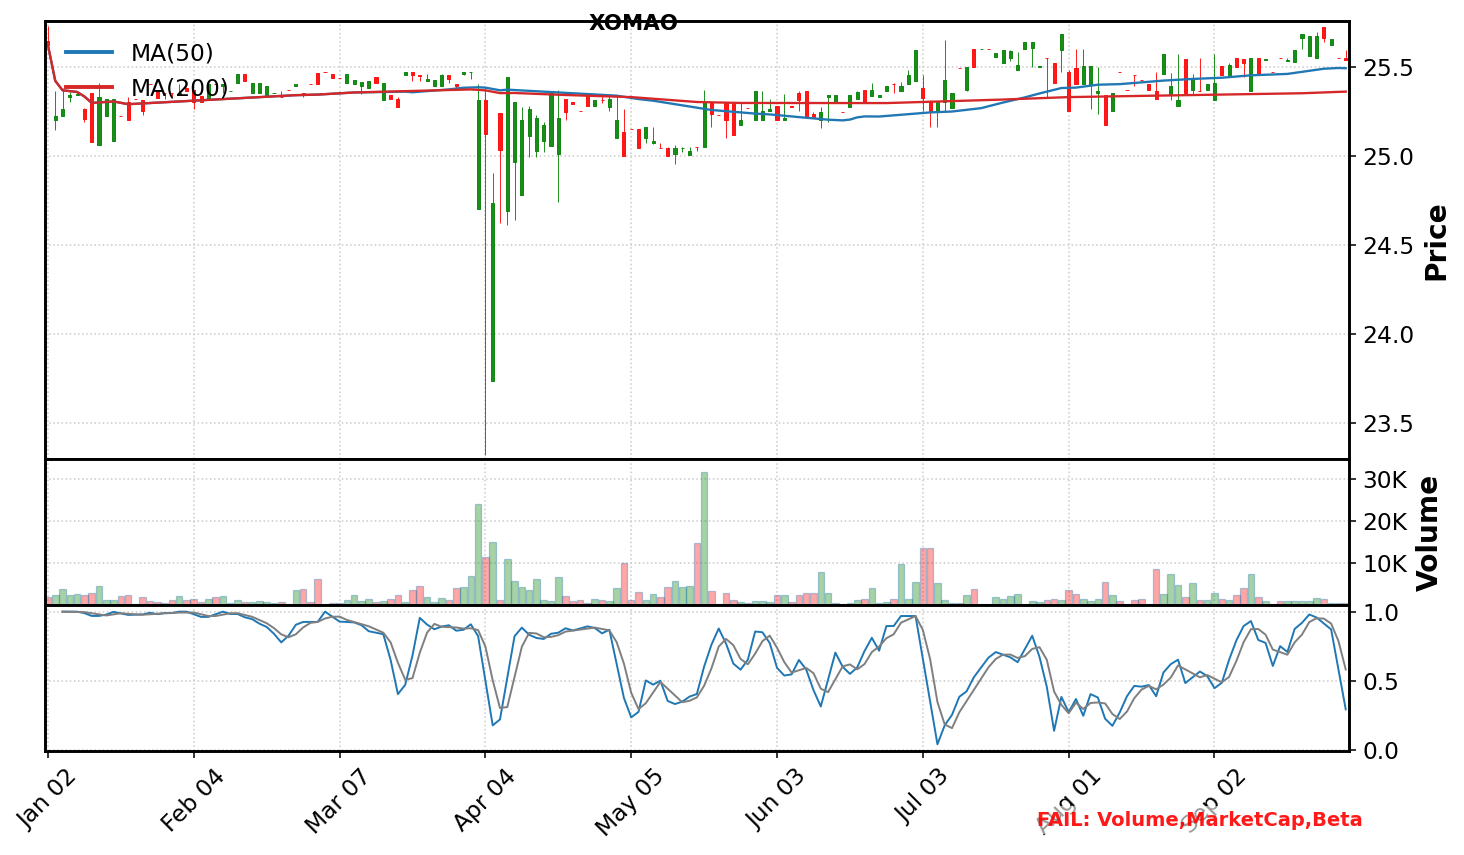 XOMAO
MA(50)
MA(200)
25.5
25.0
24.5
24.0
23.5
Price
30K
20K
10K
Volume
1.0
0.5
0.0
Jan 02
Feb 04
Mar 07
Apr 04
May 05
Jun 03
Jul 03
Aug 01
Sep 02
FAIL: Volume,MarketCap,Beta